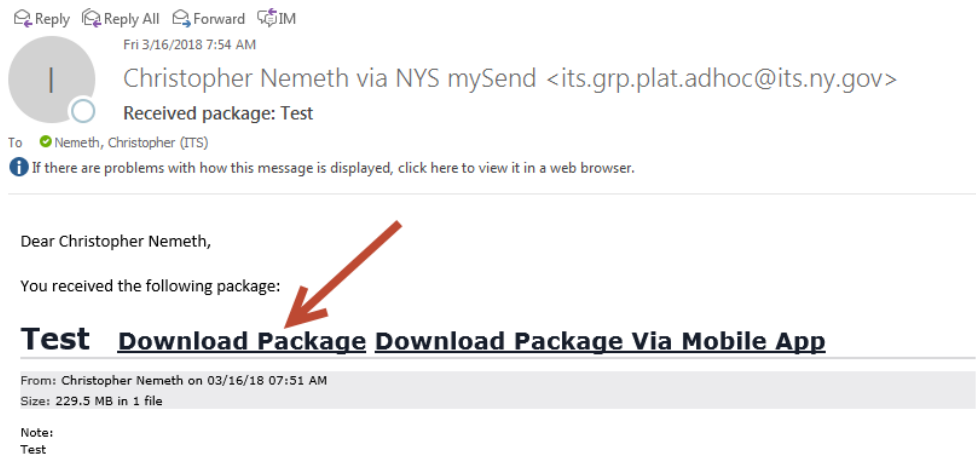 Reply Reply All Forward IM
Fri 3/16/2018 7:54 AM
I
Christopher Nemeth via NYS mySend <its.grp.plat.adhoc@its.ny.gov>
Received package: Test
To Nemeth, Christopher (ITS)
If there are problems with how this message is displayed, click here to view it in a web browser.
Dear Christopher Nemeth,
You received the following package:
Test Download Package Download Package Via Mobile App
From: Christopher Nemeth on 03/16/18 07:51 AM
Size: 229.5 MB in 1 file
Note:
Test